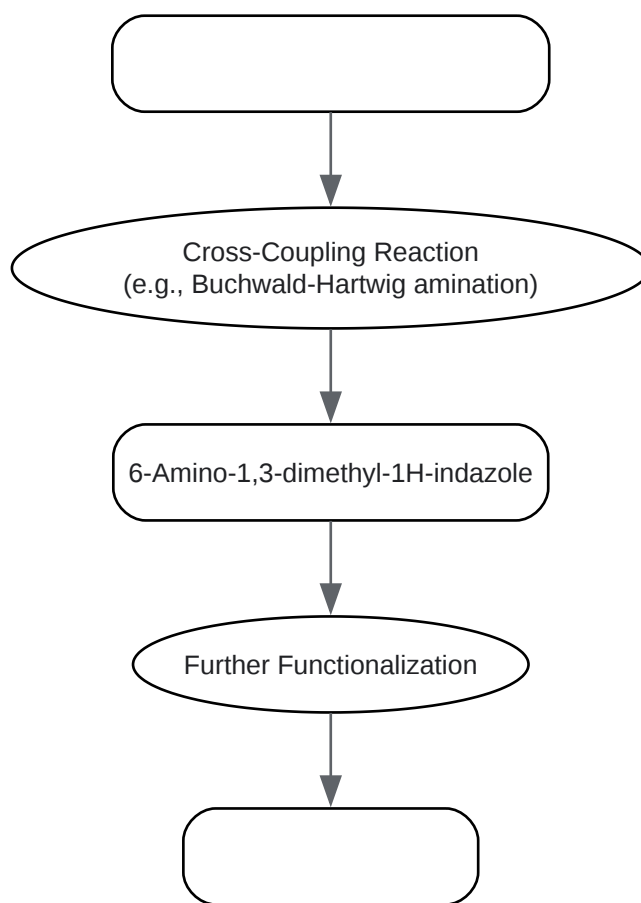 Cross-Coupling Reaction
(e.g., Buchwald-Hartwig amination)
6-Amino-1,3-dimethyl-1H-indazole
Further Functionalization